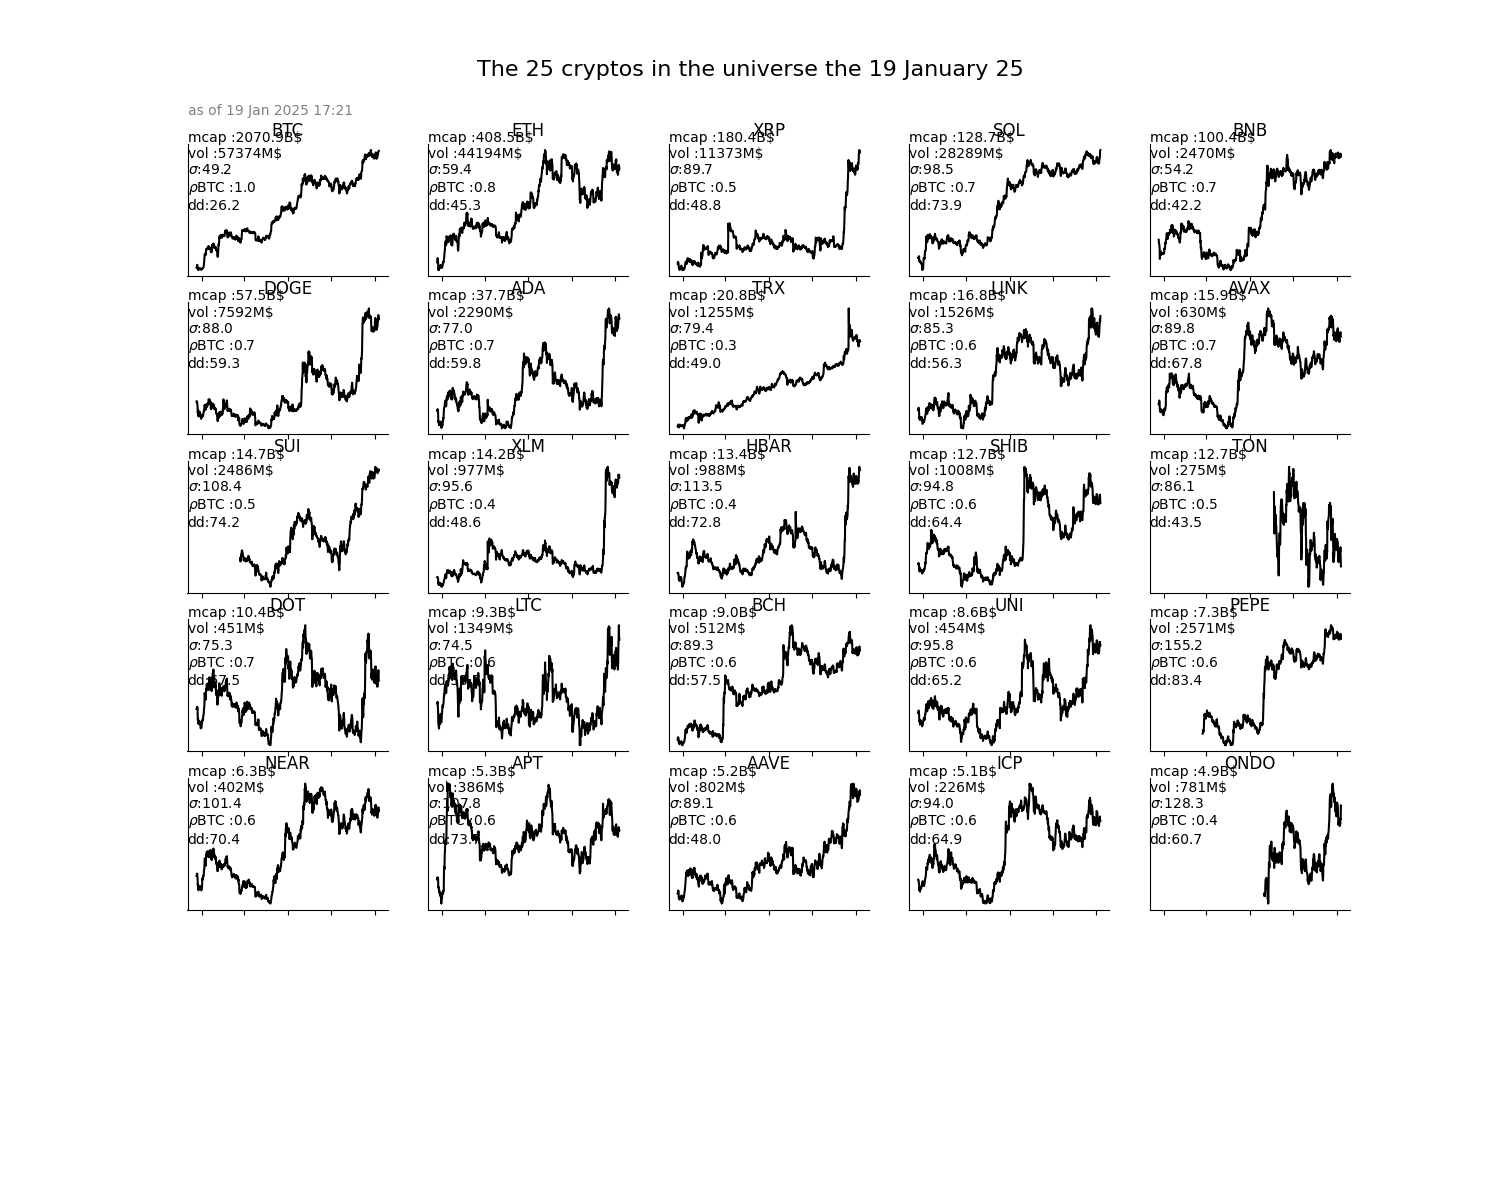 The 25 cryptos in the universe the 19 January 25
as of 19 Jan 2025 17:21
BTC
mcap :2070.9B$
vol :57374M$
σ:49.2
ρBTC :1.0
dd:26.2
ETH
mcap :408.5B$
vol :44194M$
σ:59.4
ρBTC :0.8
dd:45.3
XRP
mcap :180.4B$
vol :11373M$
σ:89.7
ρBTC :0.5
dd:48.8
SOL
mcap :128.7B$
vol :28289M$
σ:98.5
ρBTC :0.7
dd:73.9
BNB
mcap :100.4B$
vol :2470M$
σ:54.2
ρBTC :0.7
dd:42.2
DOGE
mcap :57.5B$
vol :7592M$
σ:88.0
ρBTC :0.7
dd:59.3
ADA
mcap :37.7B$
vol :2290M$
σ:77.0
ρBTC :0.7
dd:59.8
TRX
mcap :20.8B$
vol :1255M$
σ:79.4
ρBTC :0.3
dd:49.0
LINK
mcap :16.8B$
vol :1526M$
σ:85.3
ρBTC :0.6
dd:56.3
AVAX
mcap :15.9B$
vol :630M$
σ:89.8
ρBTC :0.7
dd:67.8
SUI
mcap :14.7B$
vol :2486M$
σ:108.4
ρBTC :0.5
dd:74.2
XLM
mcap :14.2B$
vol :977M$
σ:95.6
ρBTC :0.4
dd:48.6
HBAR
mcap :13.4B$
vol :988M$
σ:113.5
ρBTC :0.4
dd:72.8
SHIB
mcap :12.7B$
vol :1008M$
σ:94.8
ρBTC :0.6
dd:64.4
TON
mcap :12.7B$
vol :275M$
σ:86.1
ρBTC :0.5
dd:43.5
DOT
mcap :10.4B$
vol :451M$
σ:75.3
ρBTC :0.7
LTC
mcap :9.3B$
vol :1349M$
σ:74.5
ρBTC :0.6
BCH
mcap :9.0B$
vol :512M$
σ:89.3
ρBTC :0.6
dd:57.5
UNI
mcap :8.6B$
vol :454M$
σ:95.8
ρBTC :0.6
dd:65.2
PEPE
mcap :7.3B$
vol :2571M$
σ:155.2
ρBTC :0.6
dd:83.4
NEAR
mcap :6.3B$
vol :402M$
σ:101.4
ρBTC :0.6
dd:70.4
APT
mcap :5.3B$
vol :386M$
σ:107.8
ρBTC :0.6
AAVE
mcap :5.2B$
vol :802M$
σ:89.1
ρBTC :0.6
dd:48.0
ICP
mcap :5.1B$
vol :226M$
σ:94.0
ρBTC :0.6
dd:64.9
ONDO
mcap :4.9B$
vol :781M$
σ:128.3
ρBTC :0.4
dd:60.7